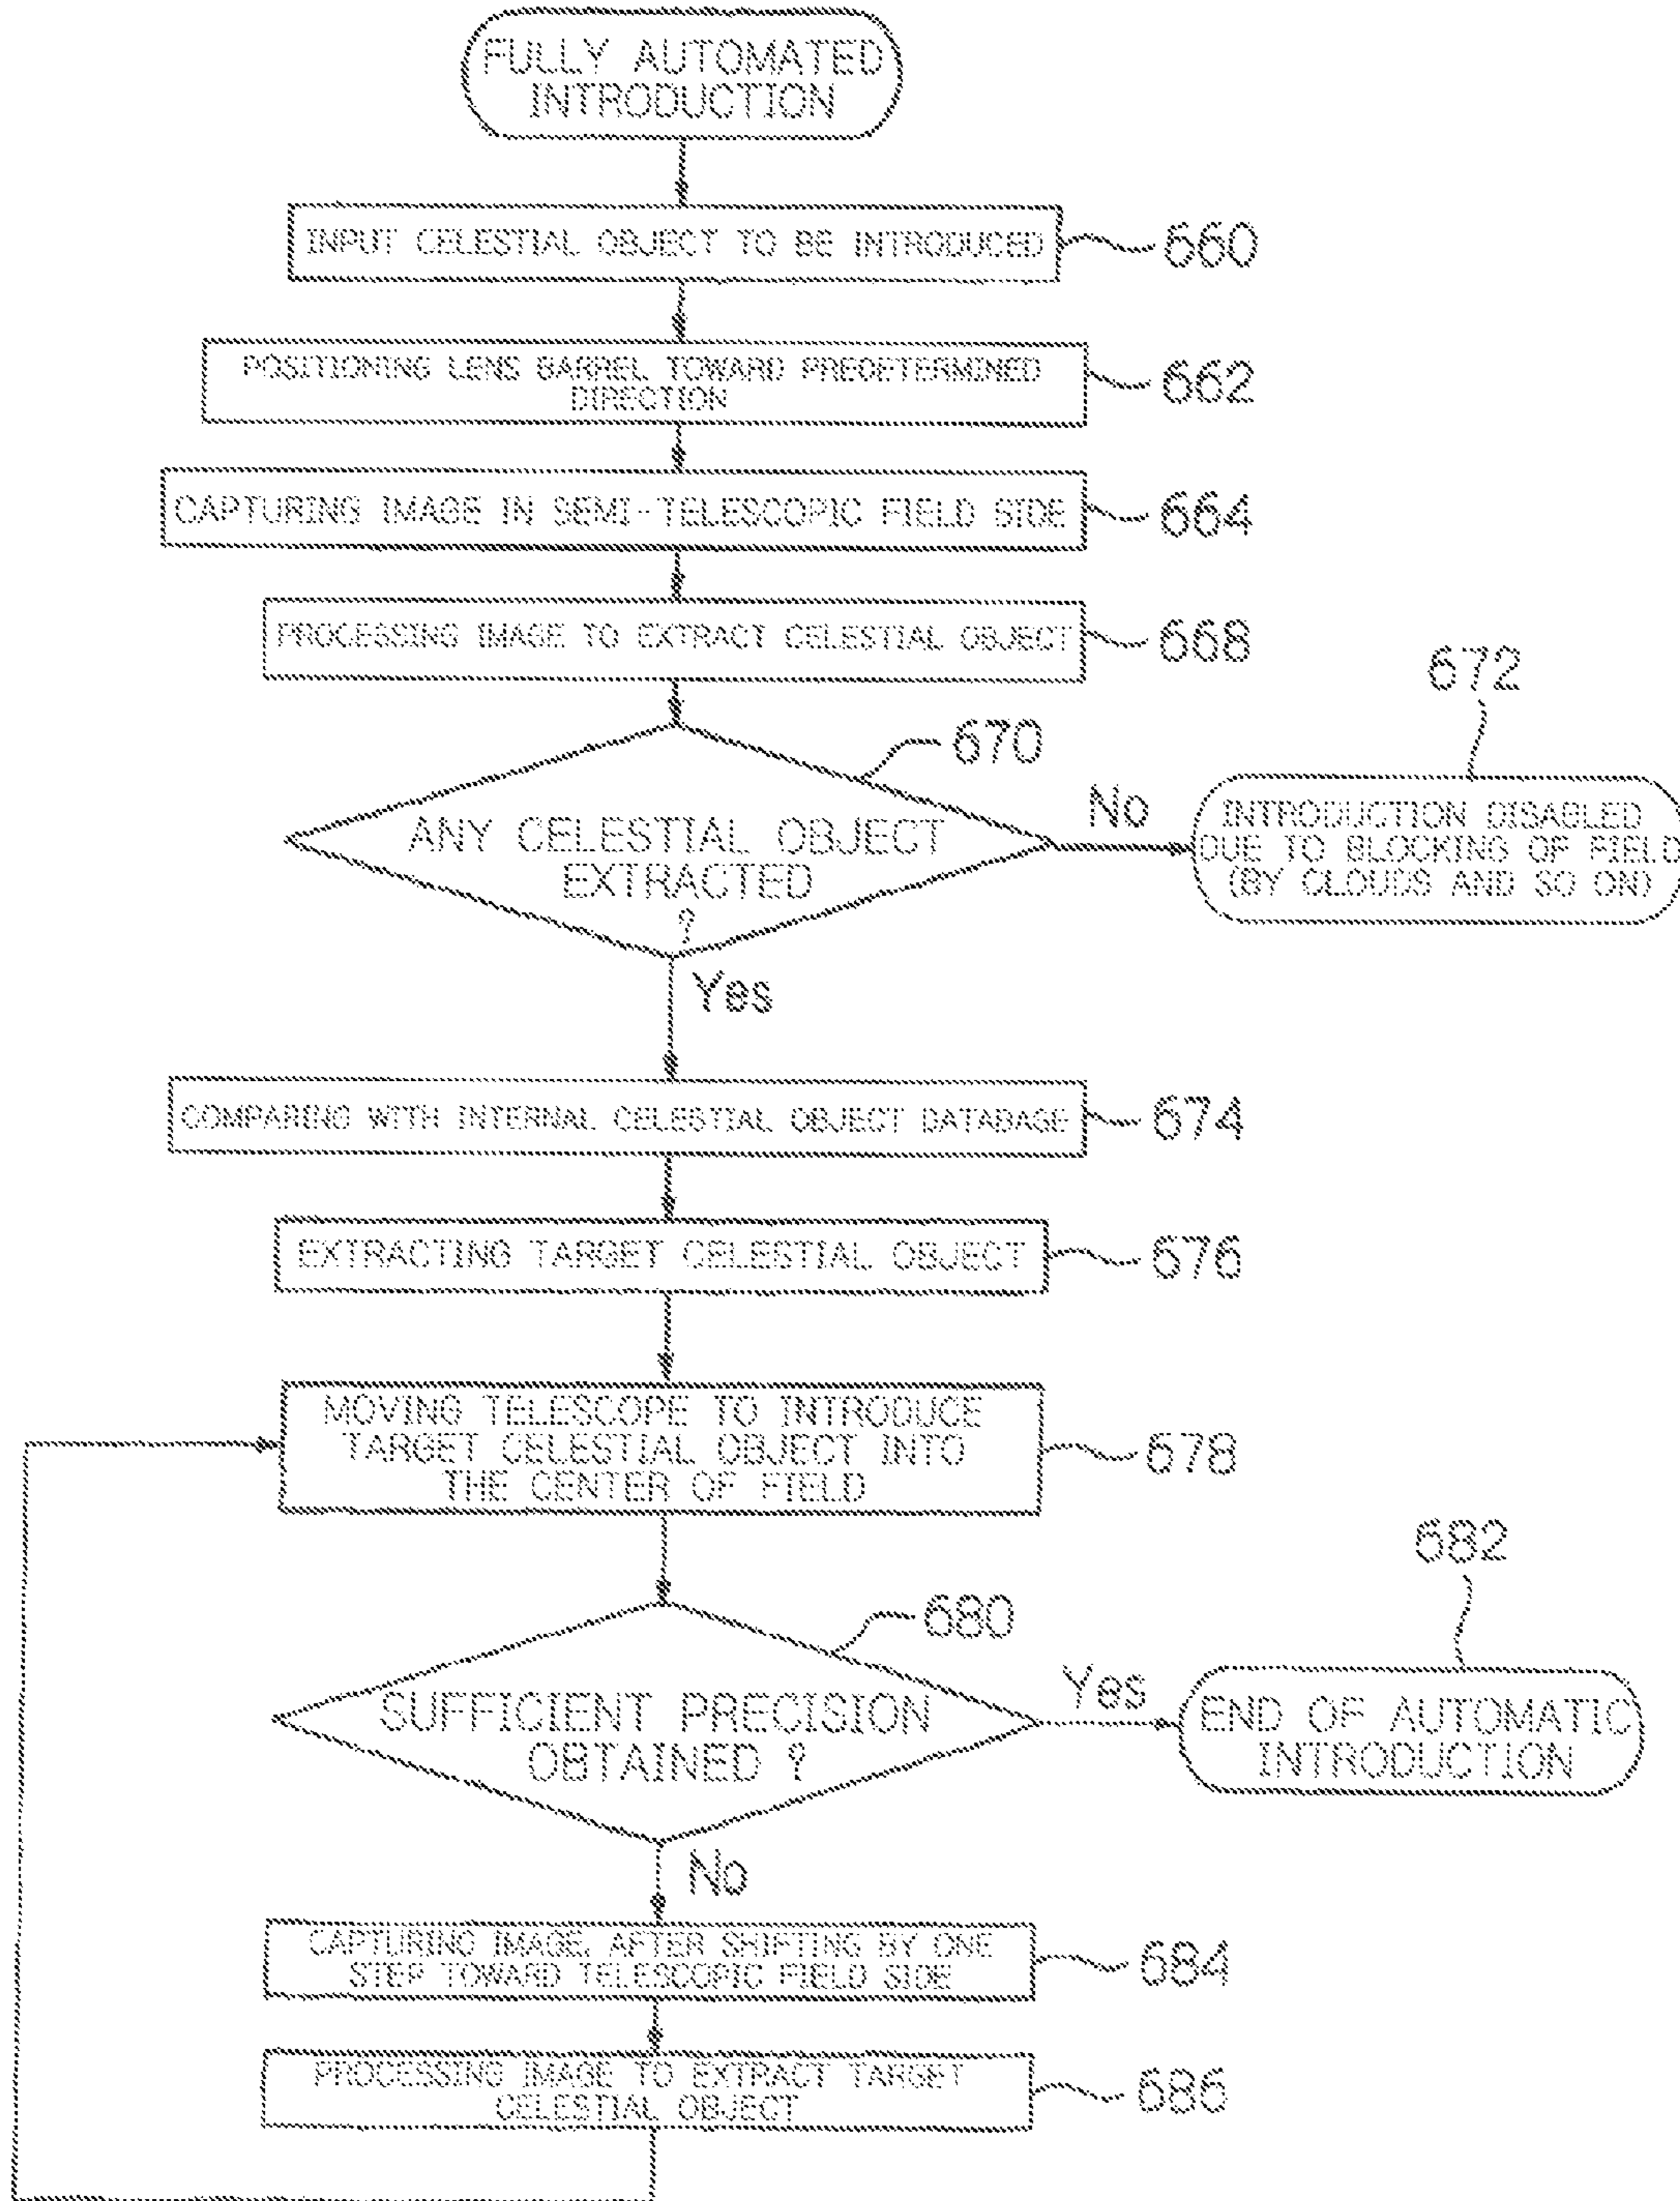 FULLY AUTOMATED
INTRODUCTION
INPUT CELESTIAL OBJECT TO BE INTRODUCED
660
POSITIONING LENS BARREL TOWARD PREDETERMINED
DIRECTION
662
CAPTURING IMAGE IN SEMI-TELESCOPIC FIELD SIDE
664
PROCESSING IMAGE TO EXTRACT CELESTIAL OBJECT
668
672
670
ANY CELESTIAL OBJECT
EXTRACTED
?
No
INTRODUCTION DISABLED
DUE TO BLOCKING OF FIELD
(BY CLOUDS AND SO ON)
Yes
COMPARING WITH INTERNAL CELESTIAL OBJECT DATABASE
674
EXTRACTING TARGET CELESTIAL OBJECT
676
MOVING TELESCOPE TO INTRODUCE
TARGET CELESTIAL OBJECT INTO
THE CENTER OF FIELD
678
682
680
SUFFICIENT PRECISION
OBTAINED ?
Yes
END OF AUTOMATIC
INTRODUCTION
No
CAPTURING IMAGE, AFTER SHIFTING BY ONE
STEP TOWARD TELESCOPIC FIELD SIDE
684
PROCESSING IMAGE TO EXTRACT TARGET
CELESTIAL OBJECT
686